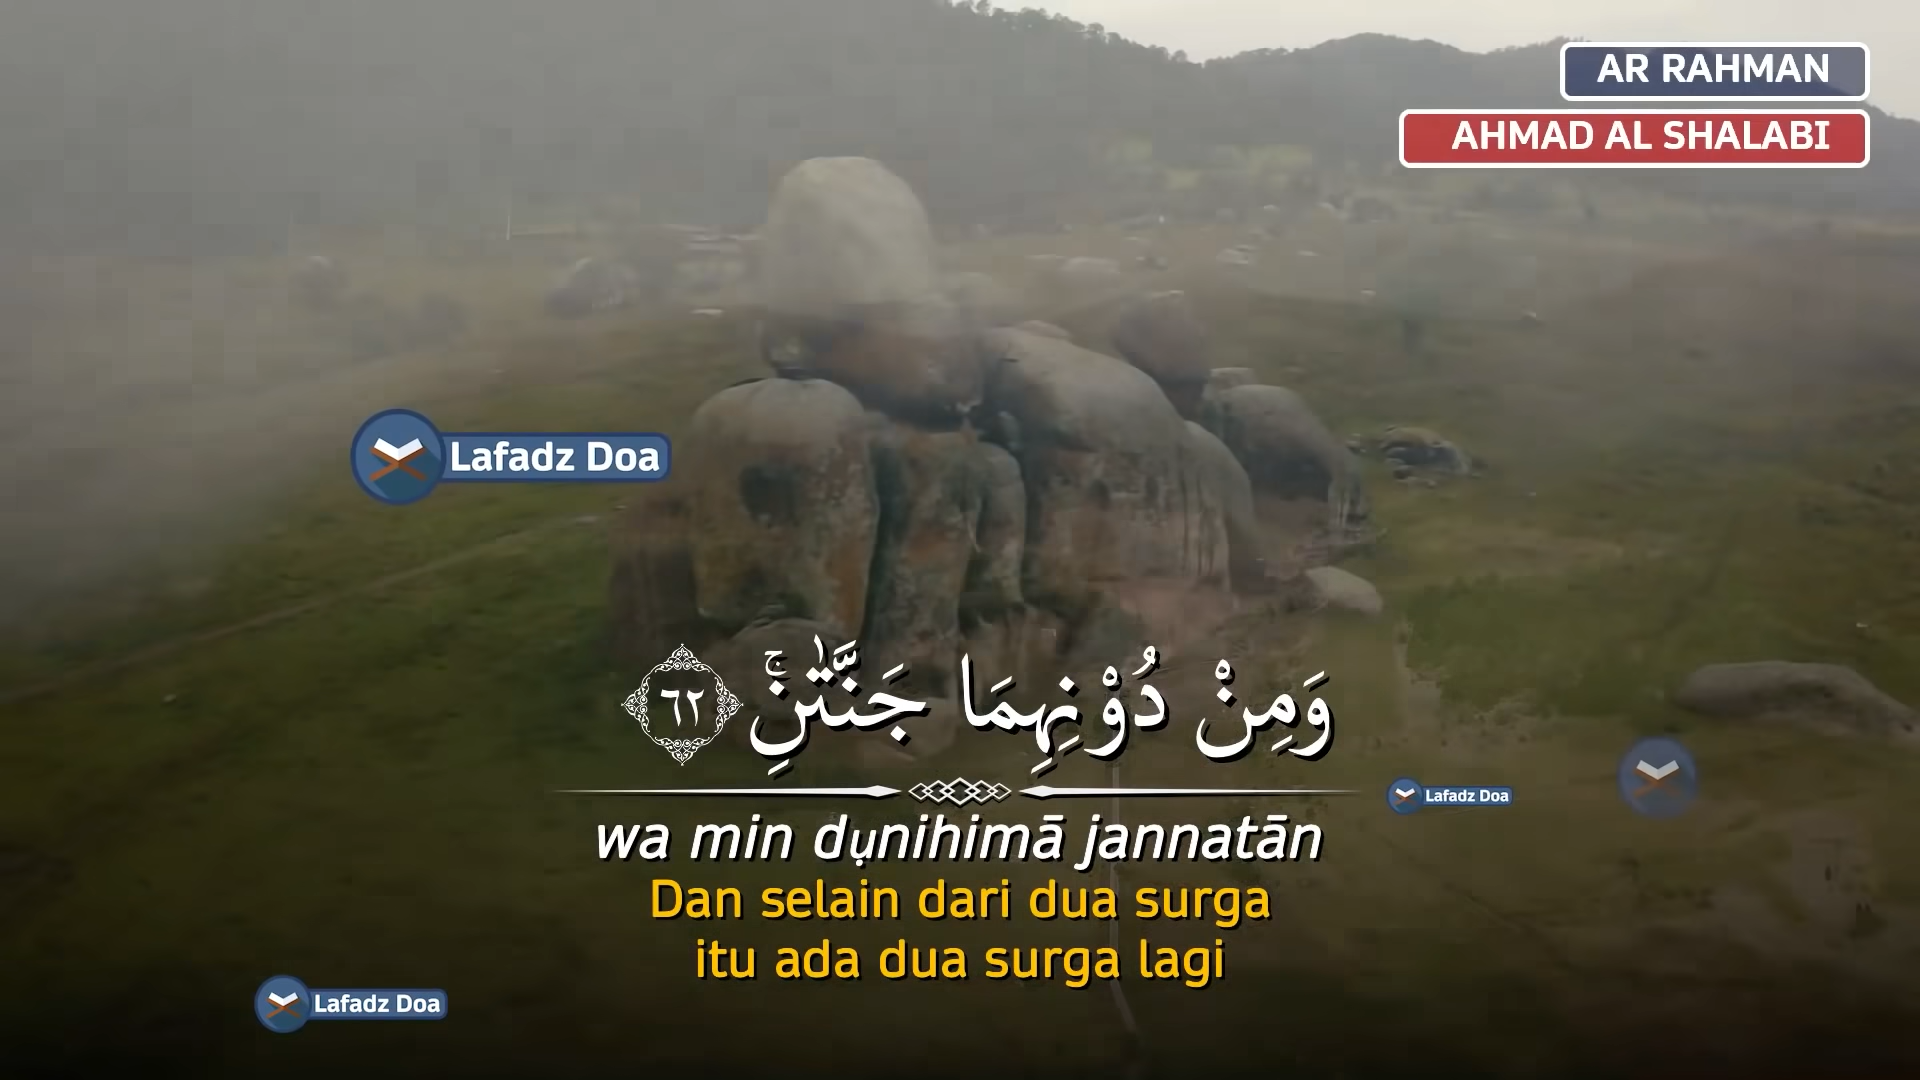 AR RAHMAN
AHMAD AL SHALABI
Lafadz Doa
وَمِنْ دُوْنِهِمَا جَنَّتٰنِۚ ٦٢
Lafadz Doa
wa min dụnihimā jannatān
Dan selain dari dua surga
itu ada dua surga lagi
Lafadz Doa